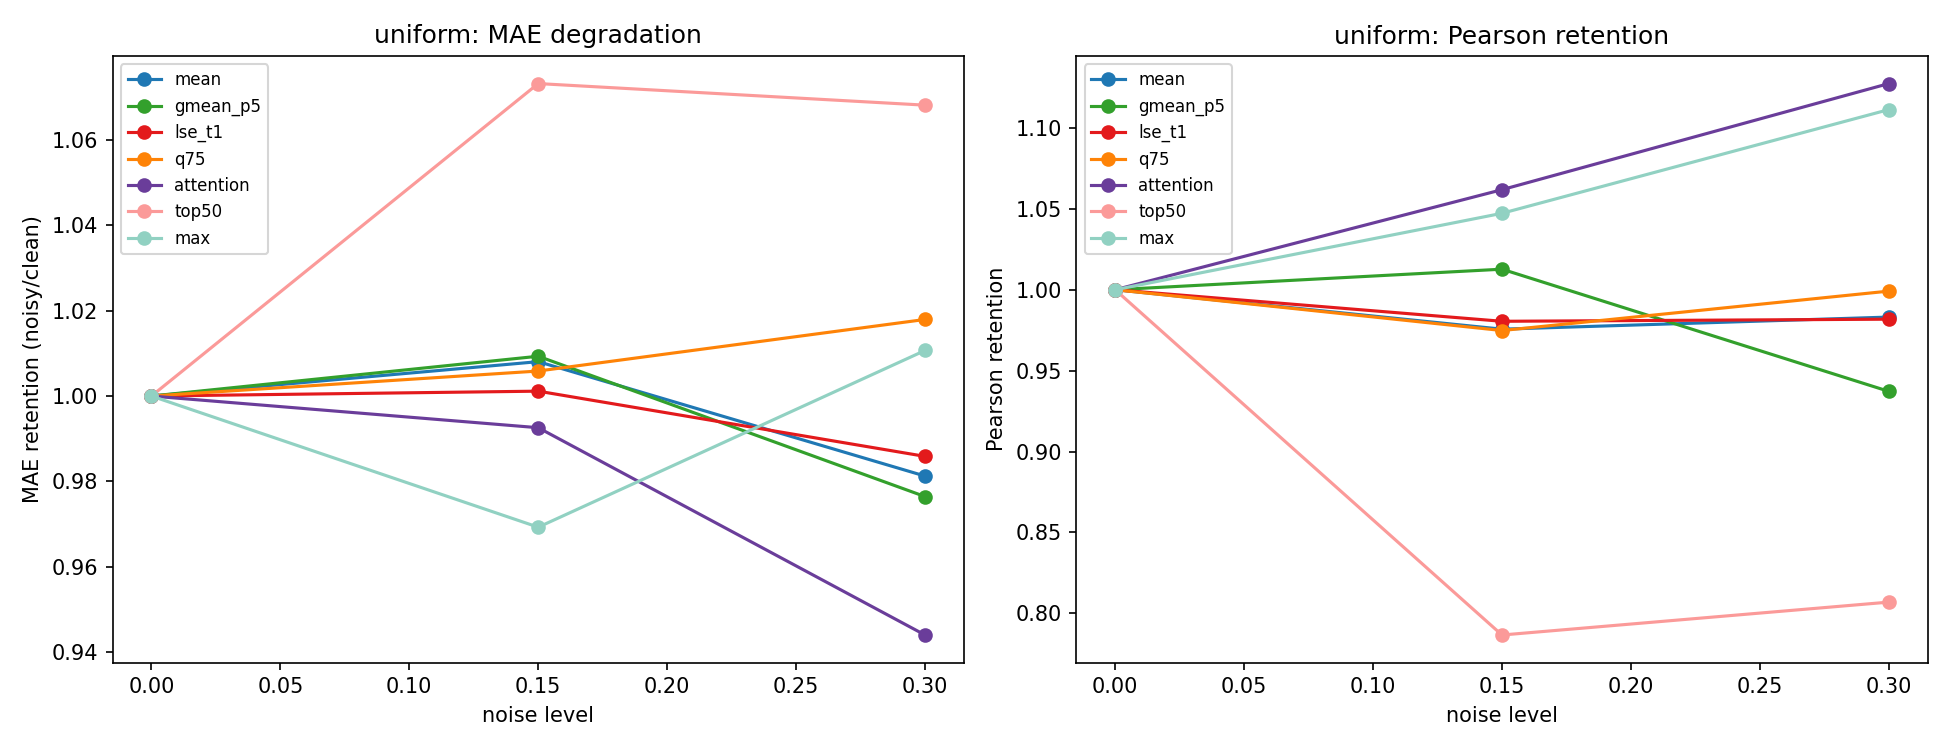 uniform: MAE degradation
MAE retention (noisy/clean)
1.06
1.04
1.02
1.00
0.98
0.96
0.94
mean
gmean_p5
lse_t1
q75
attention
top50
max
0.00
0.05
0.10
0.15
0.20
0.25
0.30
noise level
uniform: Pearson retention
Pearson retention
1.10
1.05
1.00
0.95
0.90
0.85
0.80
mean
gmean_p5
lse_t1
q75
attention
top50
max
0.00
0.05
0.10
0.15
0.20
0.25
0.30
noise level